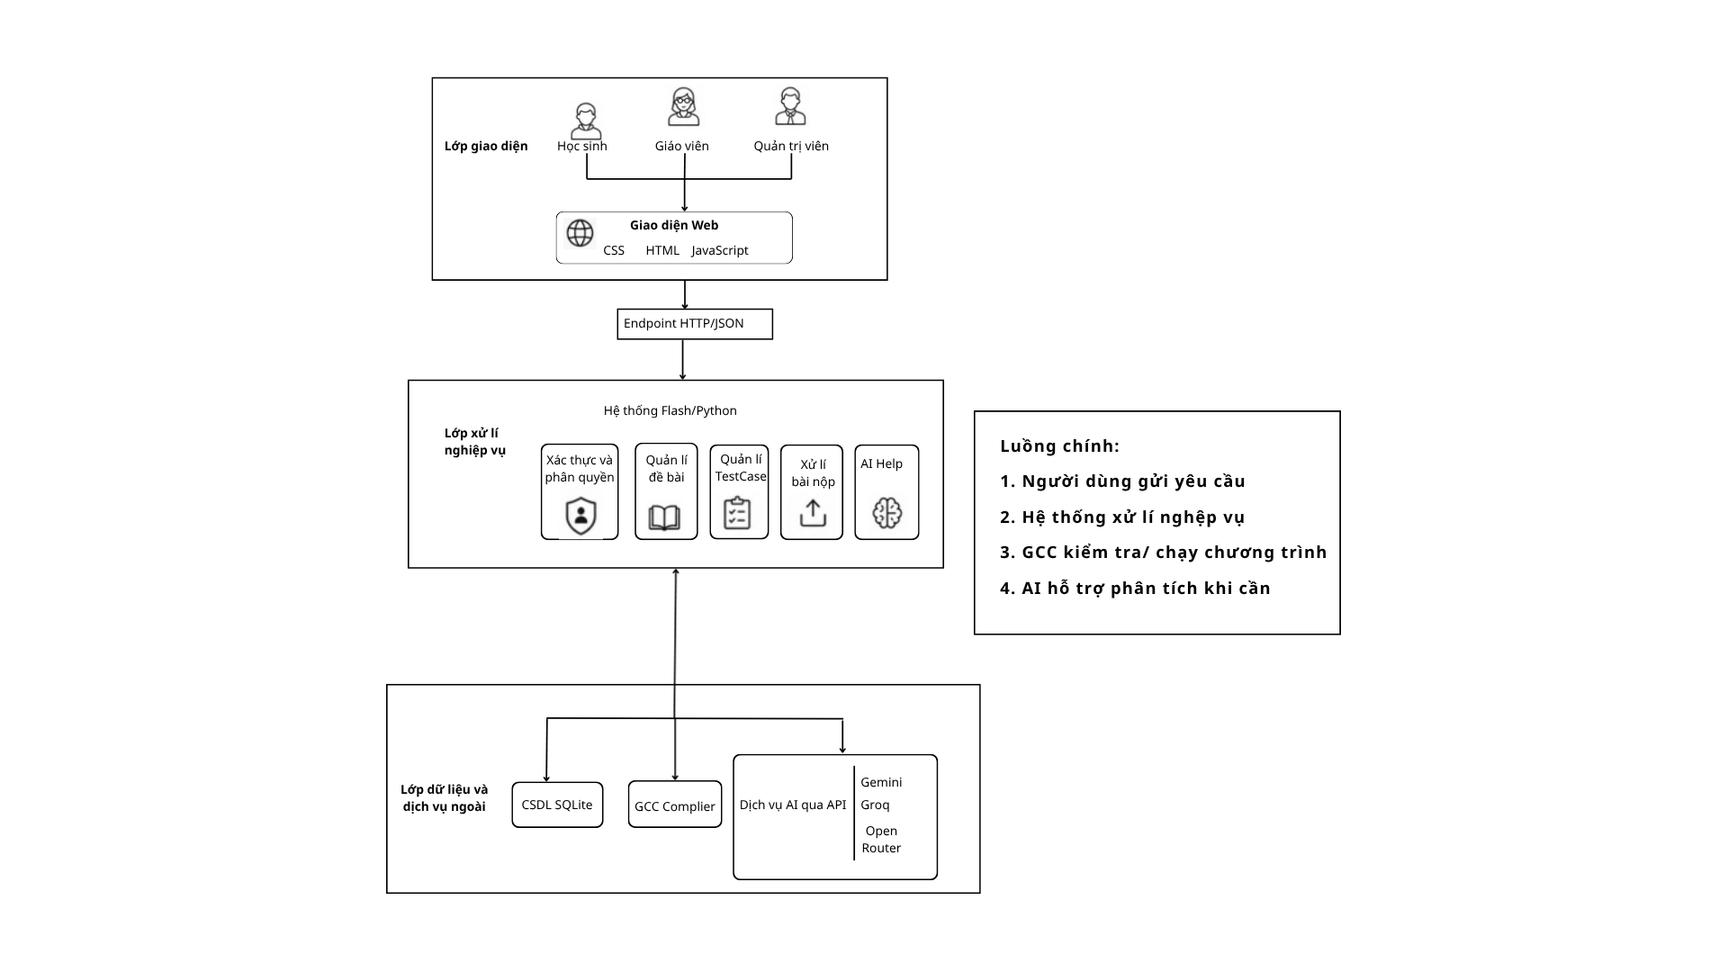 Lớp giao diện
Học sinh
Giáo viên
Quản trị viên
Giao diện Web
CSS HTML JavaScript
Endpoint HTTP/JSON
Hệ thống Flash/Python
Lớp xử lí
nghiệp vụ
Xác thực và
phân quyền
Quản lí
đề bài
Quản lí
TestCase
Xử lí
bài nộp
AI Help
Luồng chính:
1. Người dùng gửi yêu cầu
2. Hệ thống xử lí nghệp vụ
3. GCC kiểm tra/ chạy chương trình
4. AI hỗ trợ phân tích khi cần
Lớp dữ liệu và
dịch vụ ngoài
CSDL SQLite
GCC Complier
Dịch vụ AI qua API
Gemini
Groq
Open
Router